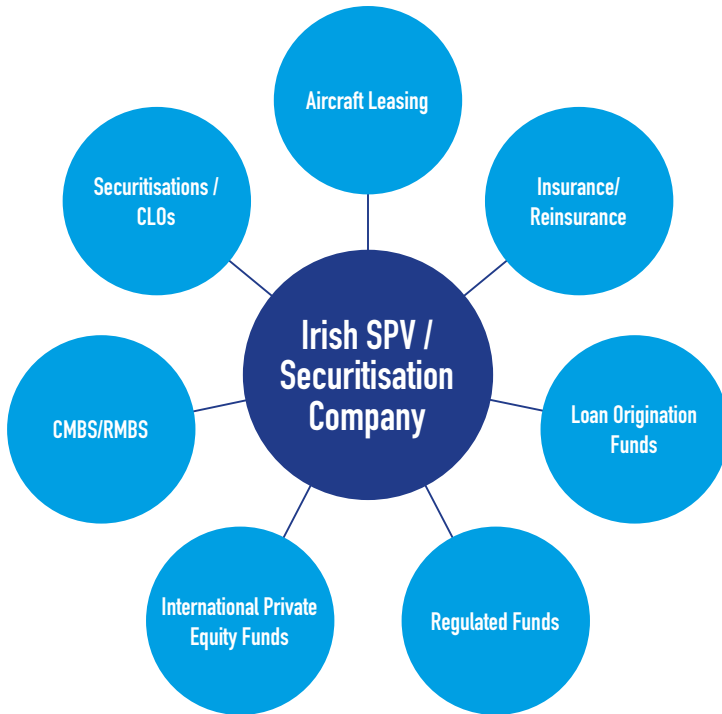 Aircraft Leasing
Securitisations /
CLOs
Insurance/
Reinsurance
Irish SPV /
Securitisation
Company
CMBS/RMBS
Loan Origination
Funds
International Private
Equity Funds
Regulated Funds